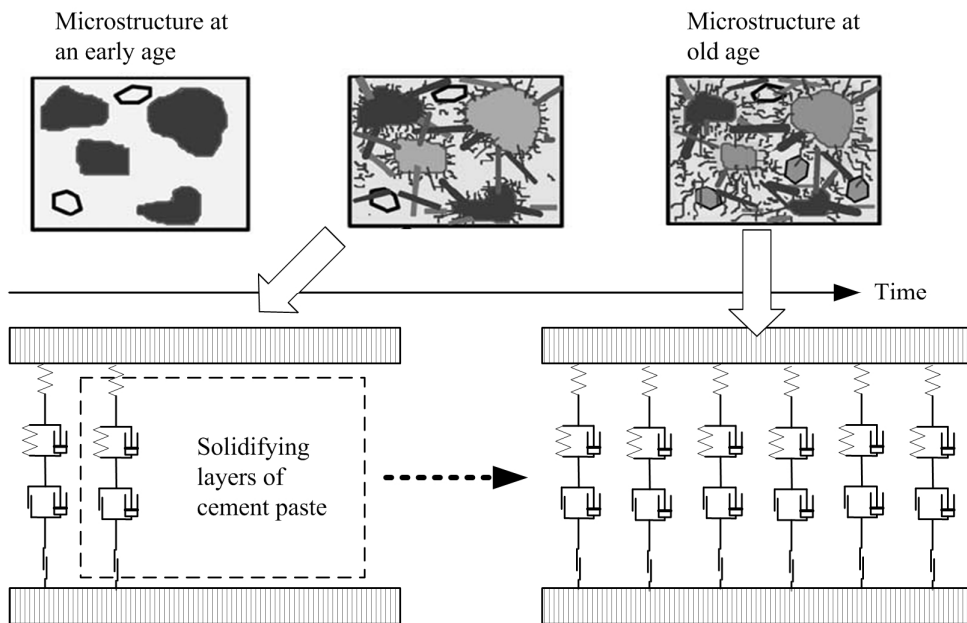 Microstructure at
an early age
Microstructure at
old age
Time
Solidifying
layers of
cement paste